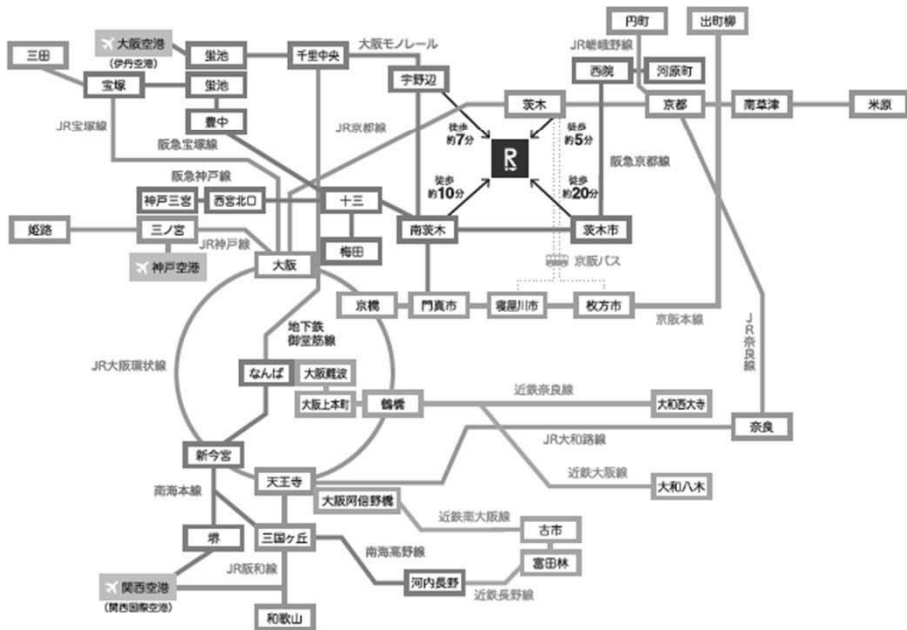 円町
出町柳
大阪空港
(伊丹空港)
三田
蛍池
千里中央
大阪モノレール
JR嵯峨野線
西院
河原町
宇野辺
宝塚
蛍池
茨木
京都
南草津
米原
豊中
JR宝塚線
JR京都線
徒歩
約7分
徒歩
約5分
阪急宝塚線
R
阪急京都線
阪急神戸線
徒歩
約10分
徒歩
約20分
神戸三宮
西宮北口
十三
姫路
三ノ宮
南茨木
茨木市
JR神戸線
梅田
神戸空港
大阪
京阪バス
京橋
門真市
寝屋川市
枚方市
京阪本線
JR奈良線
地下鉄
御堂筋線
JR大阪環状線
なんば
大阪難波
近鉄奈良線
大阪上本町
鶴橋
大和西大寺
奈良
JR大和路線
新今宮
近鉄大阪線
天王寺
大和八木
南海本線
大阪阿倍野橋
近鉄南大阪線
古市
堺
三国ヶ丘
南海高野線
富田林
JR阪和線
関西空港
(関西国際空港)
河内長野
近鉄長野線
和歌山